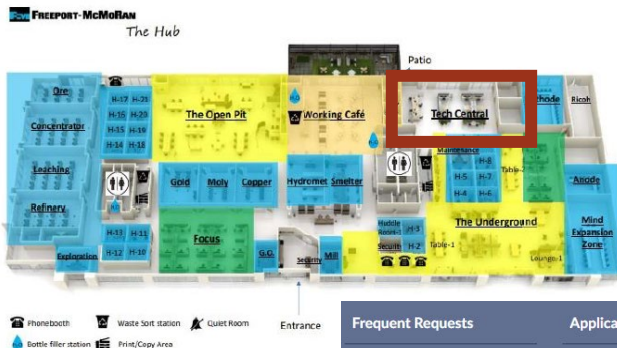 FCX FREEPORT-McMoRAN
The Hub
Patio
Ore
H-17 H-21
The Open Pit
Working Café
Tech Central
Cathode
Ricoh
Concentrator
H-16 H-20
H-15 H-19
H-14 H-18
Maintenance
H-8
Table-2
Leaching
Gold
Moly
Copper
Hydromet
Smelter
H-5 H-7
H-4 H-6
Anode
Refinery
H-13 H-11
H-12 H-10
Focus
Huddle Room-1
H-3
The Underground
Mind Expansion Zone
Exploration
G.O.
Security
Mill
Security
H-2
Table-1
Lounge-1
Phonebooth
Waste Sort station
Quiet Room
Entrance
Bottle filler station
Print/Copy Area
Frequent Requests
Applica